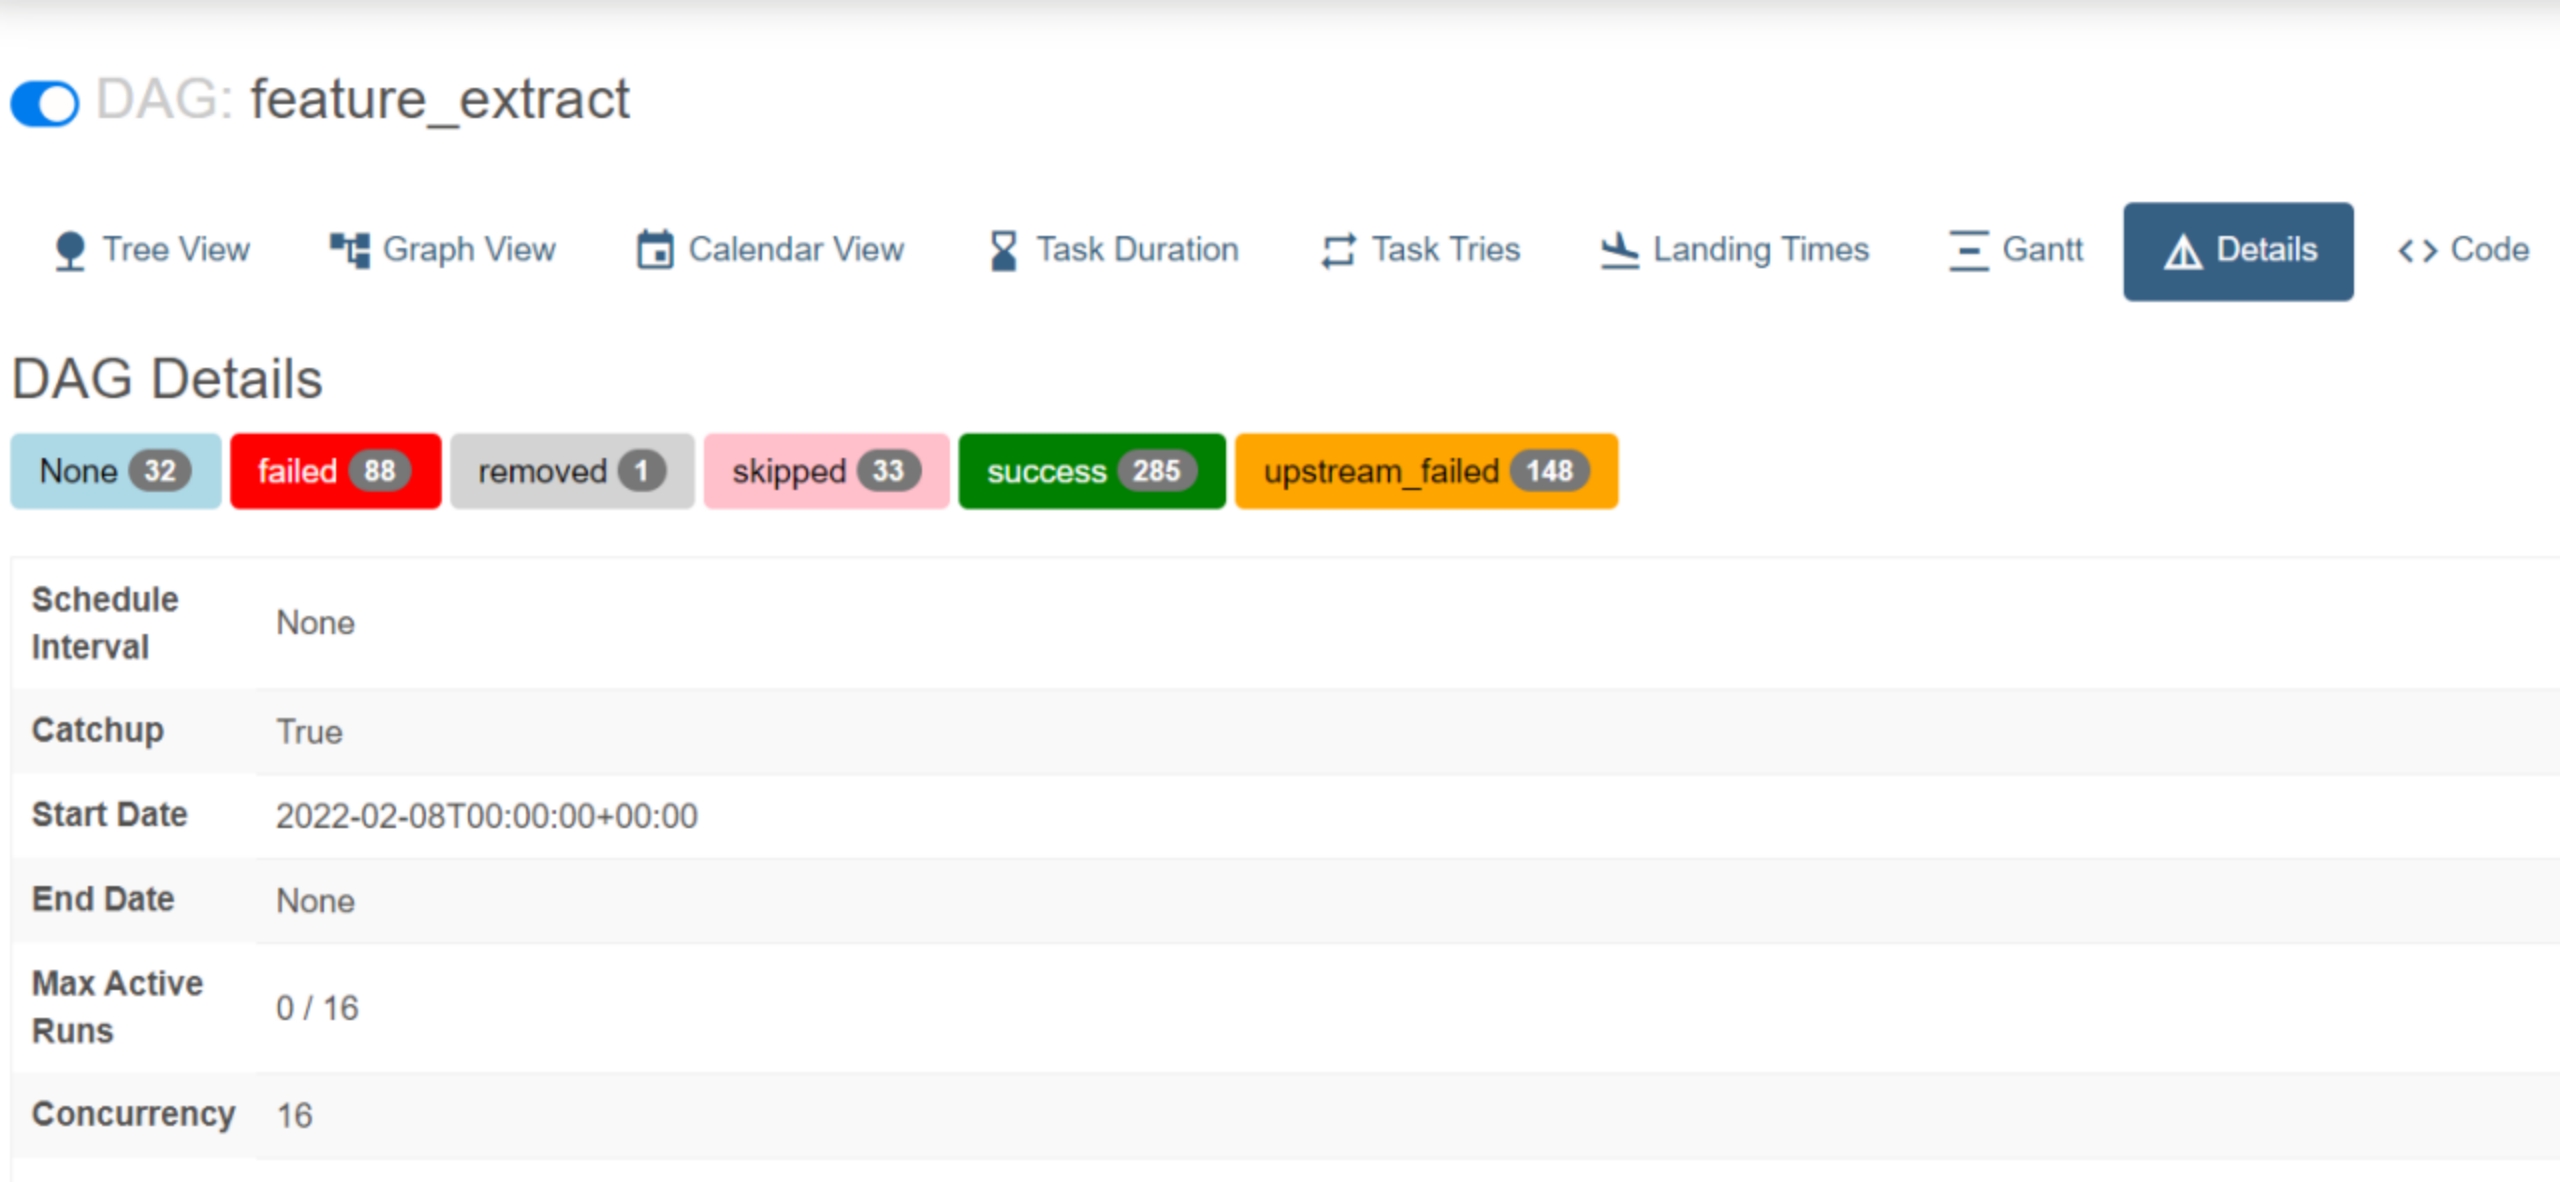 DAG: feature_extract
Tree View Graph View Calendar View Task Duration Task Tries Landing Times Gantt Details <> Code
DAG Details
None 32 failed 88 removed 1 skipped 33 success 285 upstream_failed 148
Schedule Interval None
Catchup True
Start Date 2022-02-08T00:00:00+00:00
End Date None
Max Active Runs 0 / 16
Concurrency 16